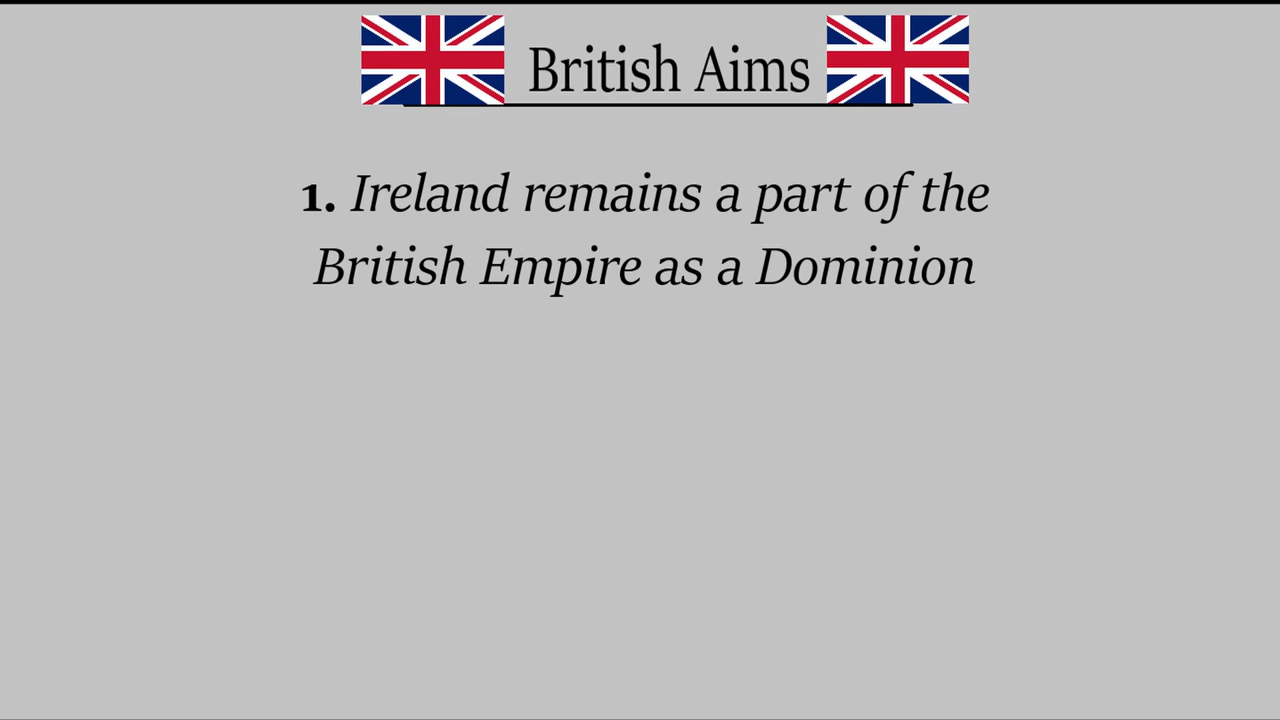 British Aims
1. Ireland remains a part of the
British Empire as a Dominion